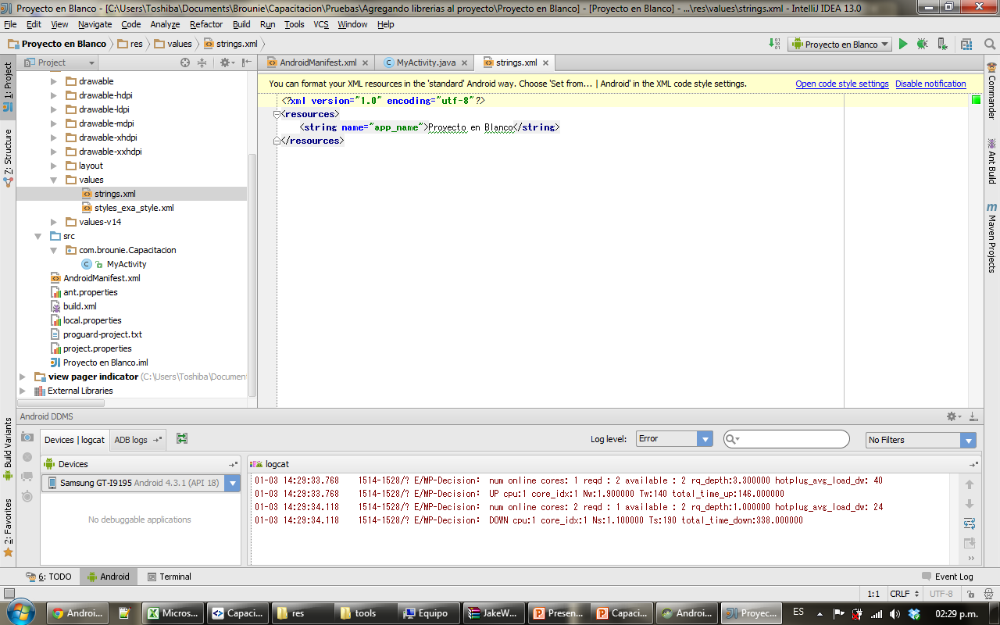 Proyecto en Blanco - [C:\Users\Toshiba\Documents\Brounie\Capacitacion\Pruebas\Agregando librerias al proyecto\Proyecto en Blanco] - [Proyecto en Blanco] - ...\res\values\strings.xml - IntelliJ IDEA 13.0
File Edit View Navigate Code Analyze Refactor Build Run Tools VCS Window Help
Proyecto en Blanco res values strings.xml Proyecto en Blanco
1: Project
Z: Structure
Build Variants
2: Favorites
Project
drawable
drawable-hdpi
drawable-ldpi
drawable-mdpi
drawable-xhdpi
drawable-xxhdpi
layout
values
strings.xml
styles_exa_style.xml
values-v14
src
com.brounie.Capacitacion
MyActivity
AndroidManifest.xml
ant.properties
build.xml
local.properties
proguard-project.txt
project.properties
Proyecto en Blanco.iml
view pager indicator (C:\Users\Toshiba\Document
External Libraries
AndroidManifest.xml MyActivity.java strings.xml
You can format your XML resources in the 'standard' Android way. Choose 'Set from... | Android' in the XML code style settings. Open code style settings Disable notification
<?xml version="1.0" encoding="utf-8"?>
<resources>
<string name="app_name">Proyecto en Blanco</string>
</resources>
Commander
Ant Build
Maven Projects
Android DDMS
Devices | logcat ADB logs Log level: Error No Filters
Devices
Samsung GT-I9195 Android 4.3.1 (API 18)
No debuggable applications
logcat
01-03 14:29:33.768 1514-1528/? E/MP-Decision: num online cores: 1 reqd : 2 available : 2 rq_depth:3.300000 hotplug_avg_load_dw: 40
01-03 14:29:33.768 1514-1528/? E/MP-Decision: UP cpu:1 core_idx:1 Nw:1.900000 Tw:140 total_time_up:146.000000
01-03 14:29:34.118 1514-1528/? E/MP-Decision: num online cores: 2 reqd : 1 available : 2 rq_depth:1.000000 hotplug_avg_load_dw: 24
01-03 14:29:34.118 1514-1528/? E/MP-Decision: DOWN cpu:1 core_idx:1 Ns:1.100000 Ts:190 total_time_down:338.000000
6: TODO Android Terminal Event Log
1:1 CRLF UTF-8
Androi... Micros... Capaci... res tools Equipo JakeW... Presen... Capaci... Androi... Proyec... ES 02:29 p.m.